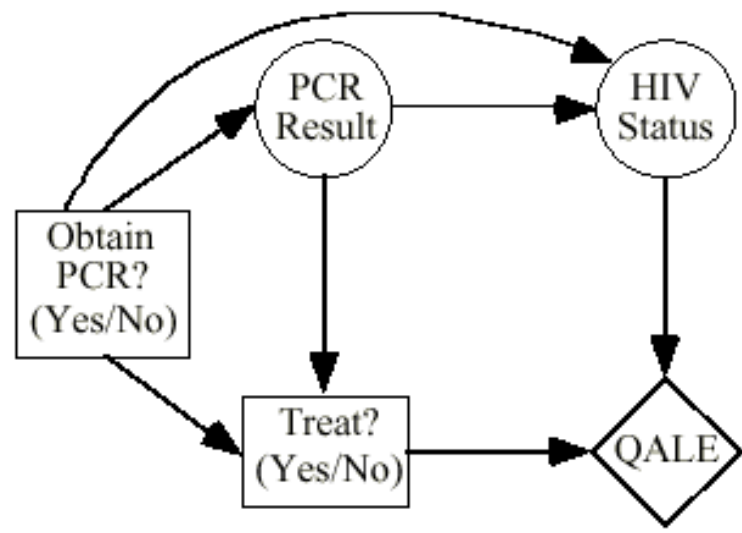 PCR
Result
HIV
Status
Obtain
PCR?
(Yes/No)
Treat?
(Yes/No)
QALE